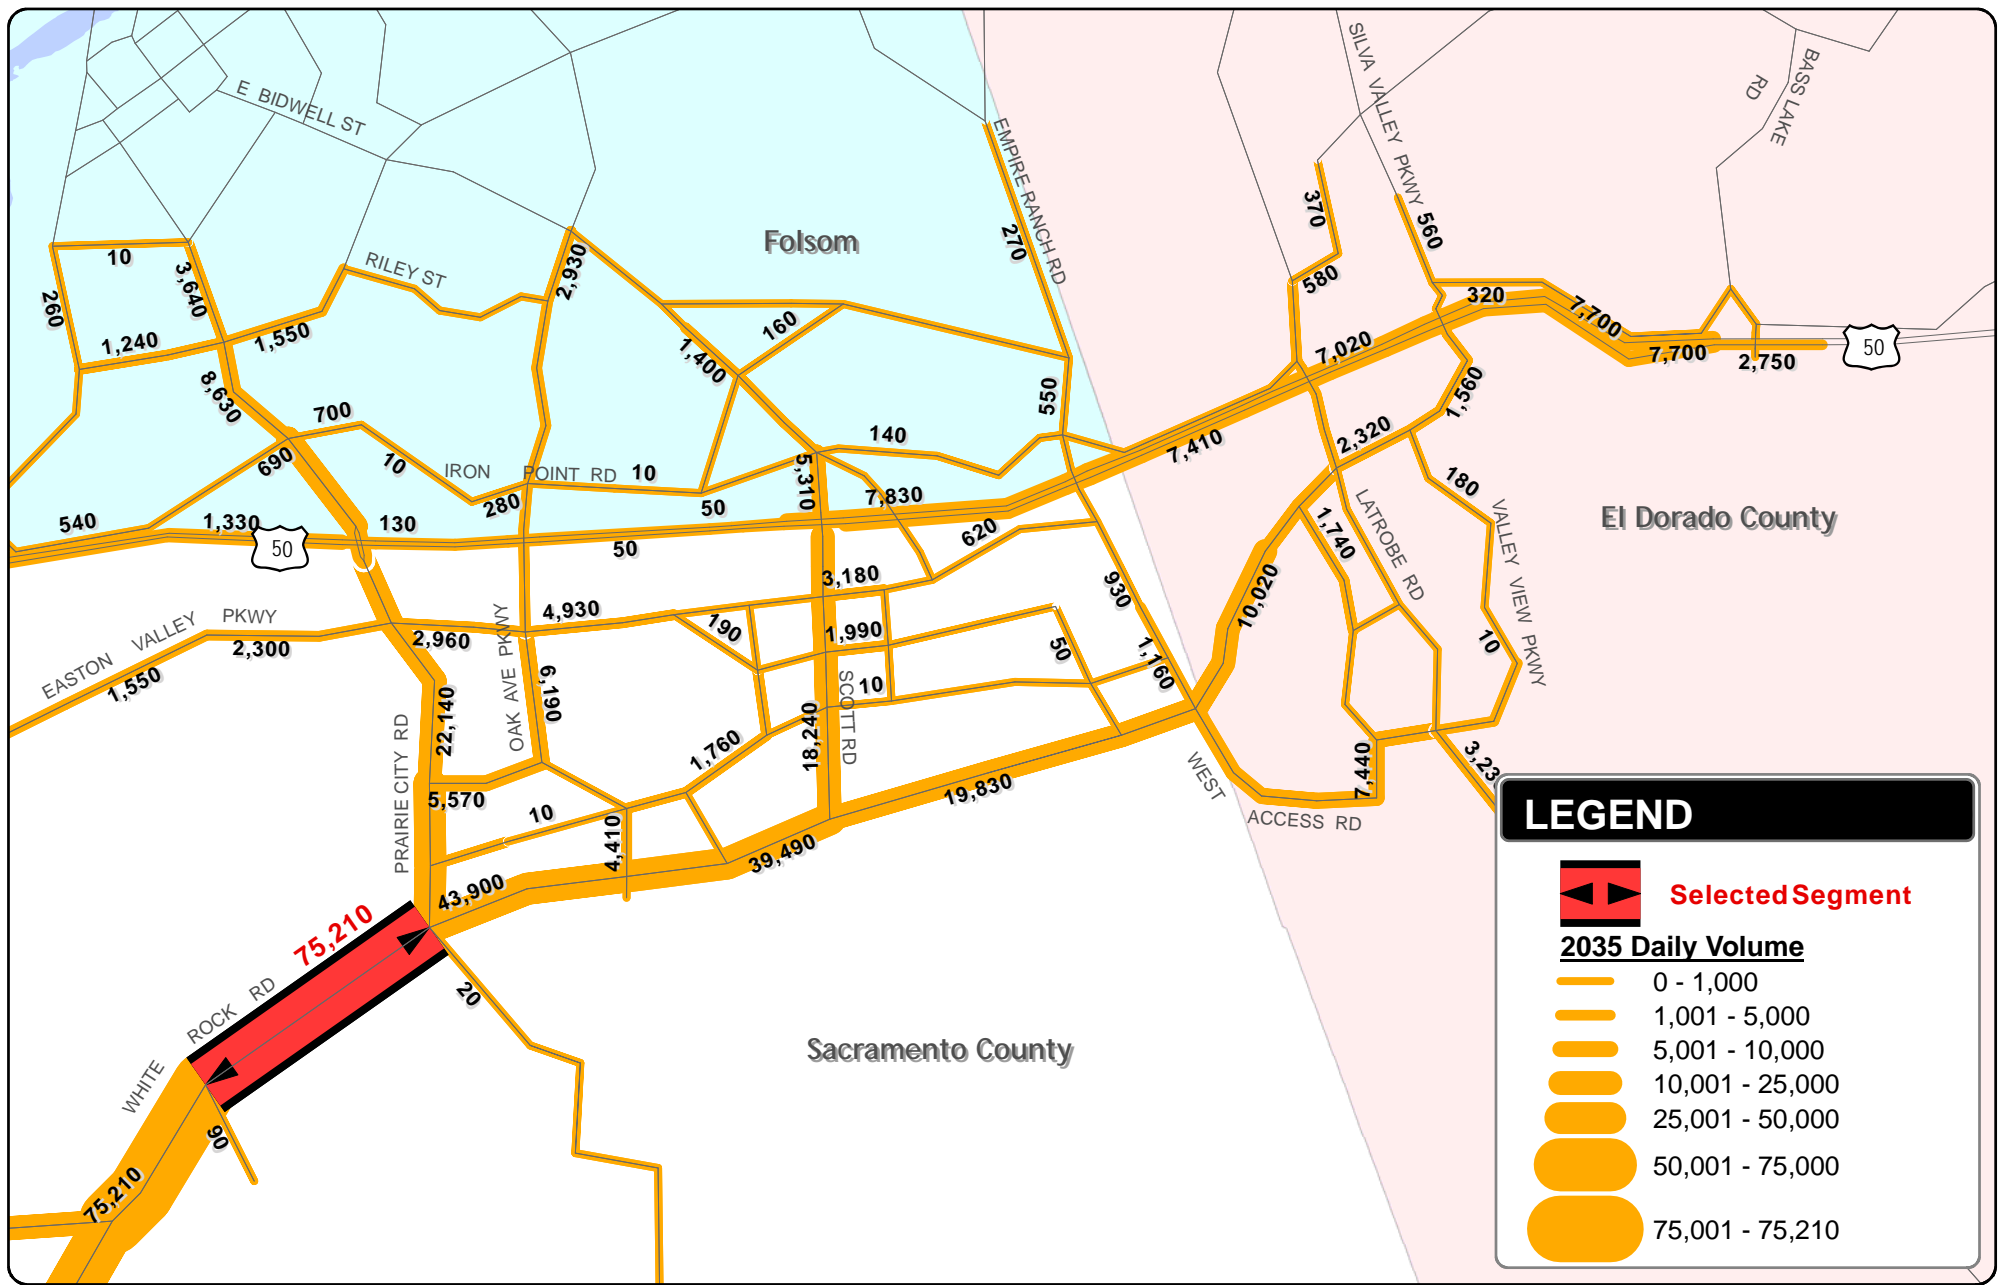 E BIDWELL ST
SILVA VALLEY PKWY
BASS LAKE
RD
EMPIRE RANCH RD
Folsom
370
560
270
580
10
3,640
260
RILEY ST
2,930
320
7,700
1,240
1,550
160
1,400
7,020
7,700
2,750
50
8,630
700
550
1,560
140
2,320
7,410
690
10
IRON POINT RD
10
5,310
180
280
50
7,830
540
1,330
50
130
50
620
1,740
LATROBE RD
VALLEY VIEW PKWY
El Dorado County
3,180
930
10,020
EASTON VALLEY PKWY
2,300
1,550
2,960
4,930
OAK AVE PKWY
190
1,990
50
1,160
10
6,190
10
SCOTT RD
22,140
PRAIRIE CITY RD
18,240
1,760
7,440
3,23
WEST ACCESS RD
5,570
10
4,410
19,830
39,490
43,900
75,210
20
WHITE ROCK RD
Sacramento County
90
75,210
LEGEND
Selected Segment
2035 Daily Volume
0 - 1,000
1,001 - 5,000
5,001 - 10,000
10,001 - 25,000
25,001 - 50,000
50,001 - 75,000
75,001 - 75,210